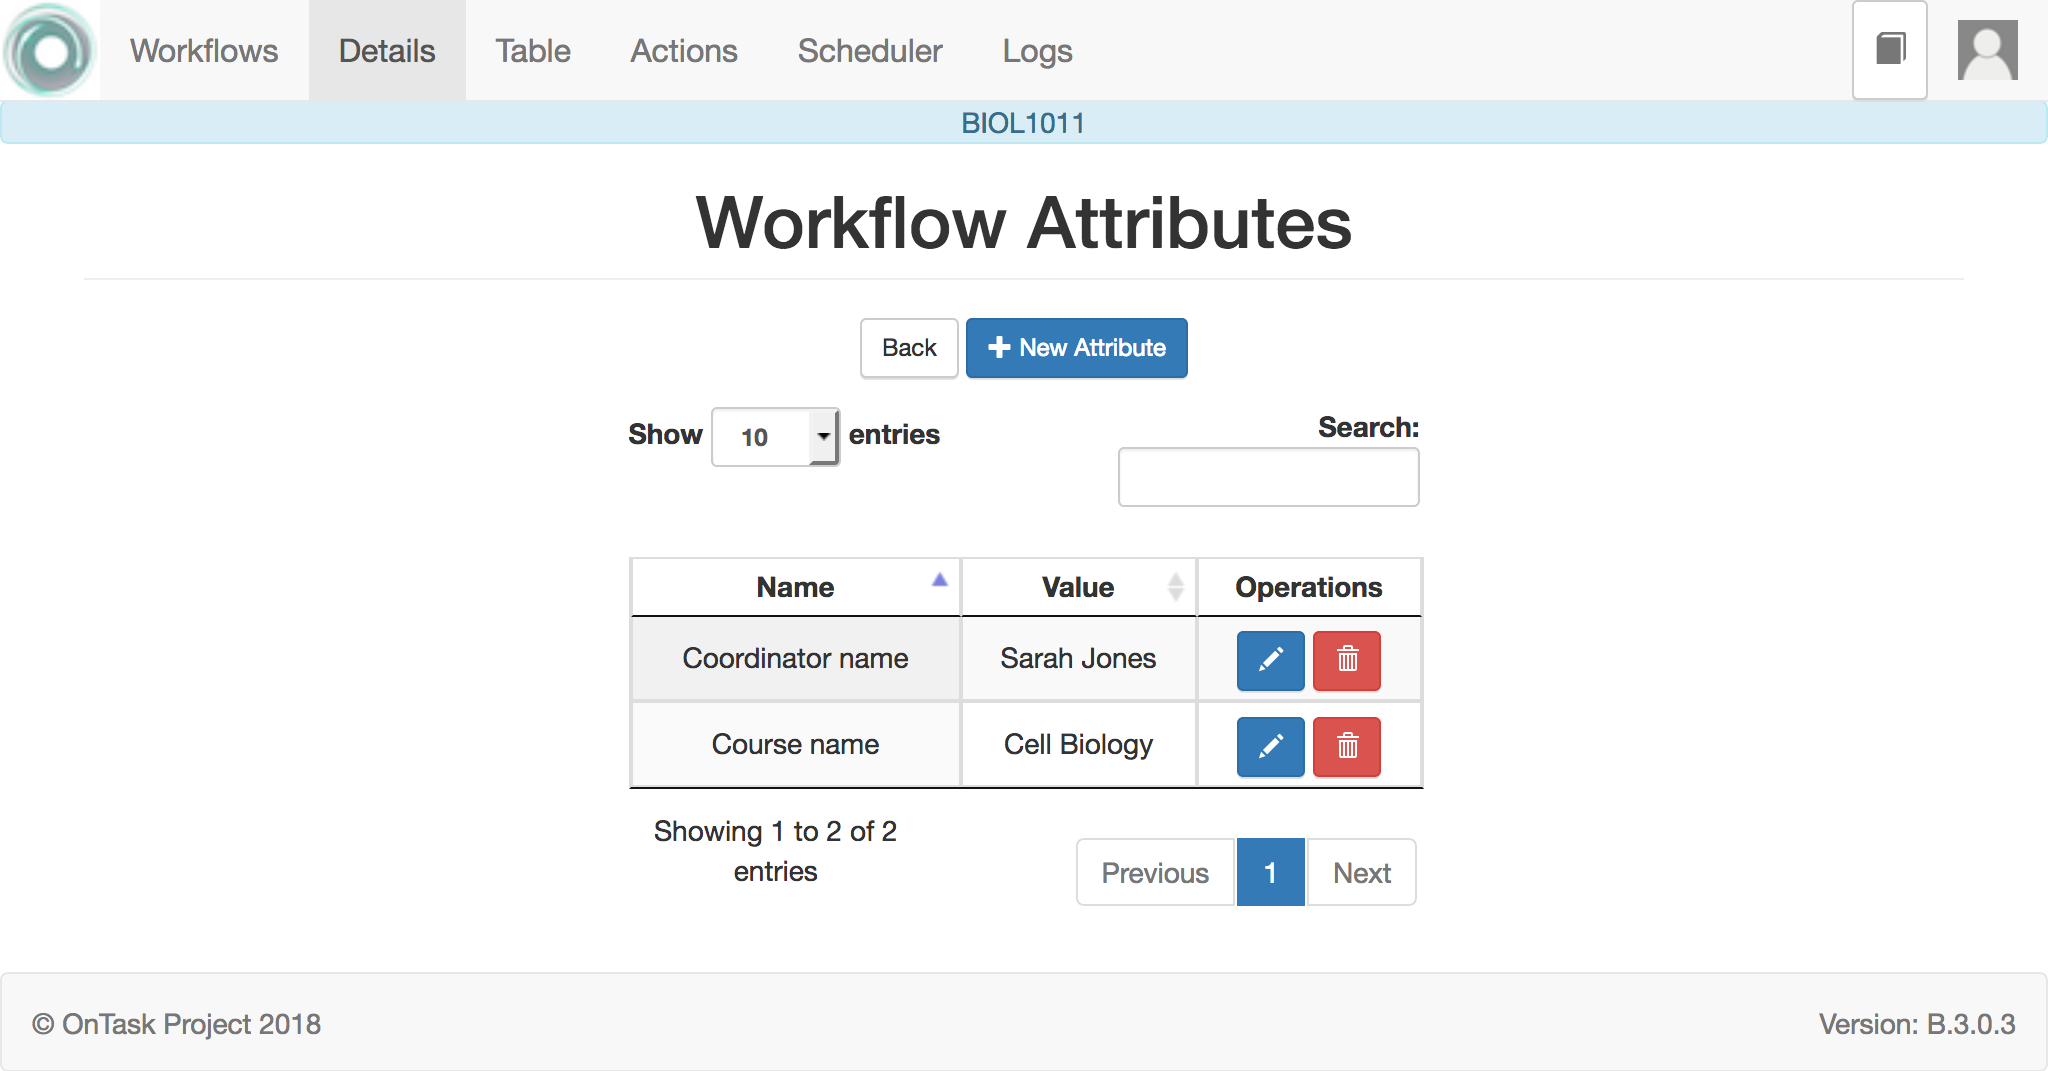 Workflows Details Table Actions Scheduler Logs
BIOL1011
Workflow Attributes
Back New Attribute
Show 10 entries
Search:
Name Value Operations
Coordinator name Sarah Jones
Course name Cell Biology
Showing 1 to 2 of 2
entries
Previous 1 Next
© OnTask Project 2018
Version: B.3.0.3